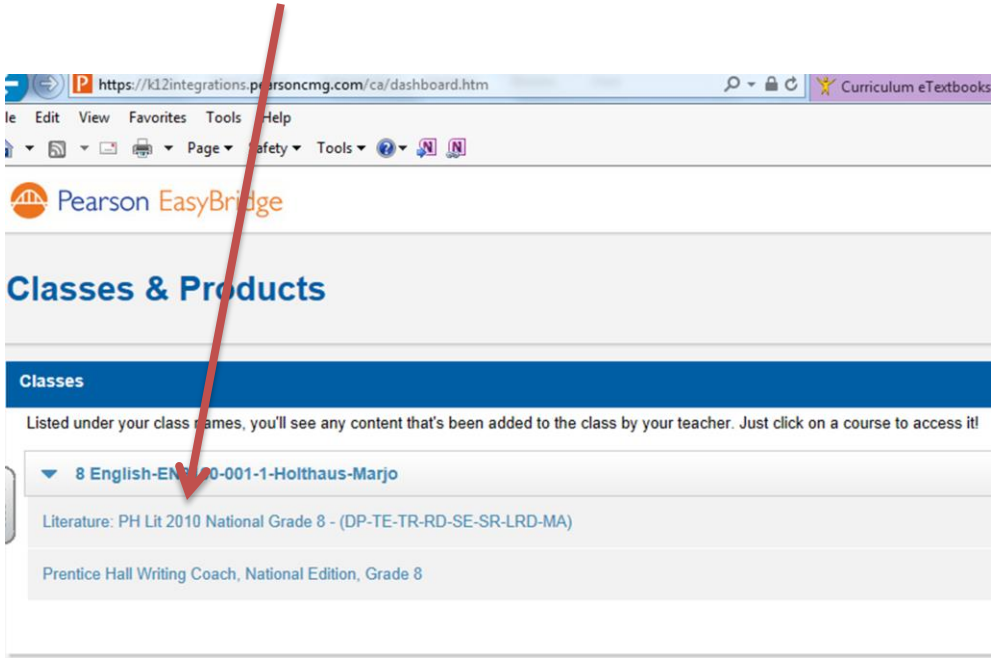 https://k12integrations.pearsoncmg.com/ca/dashboard.htm
Curriculum eTextbooks
le Edit View Favorites Tools Help
Page Safety Tools
Pearson EasyBridge
Classes & Products
Classes
Listed under your class names, you'll see any content that's been added to the class by your teacher. Just click on a course to access it!
8 English-EN -001-1-Holthaus-Marjo
Literature: PH Lit 2010 National Grade 8 - (DP-TE-TR-RD-SE-SR-LRD-MA)
Prentice Hall Writing Coach, National Edition, Grade 8